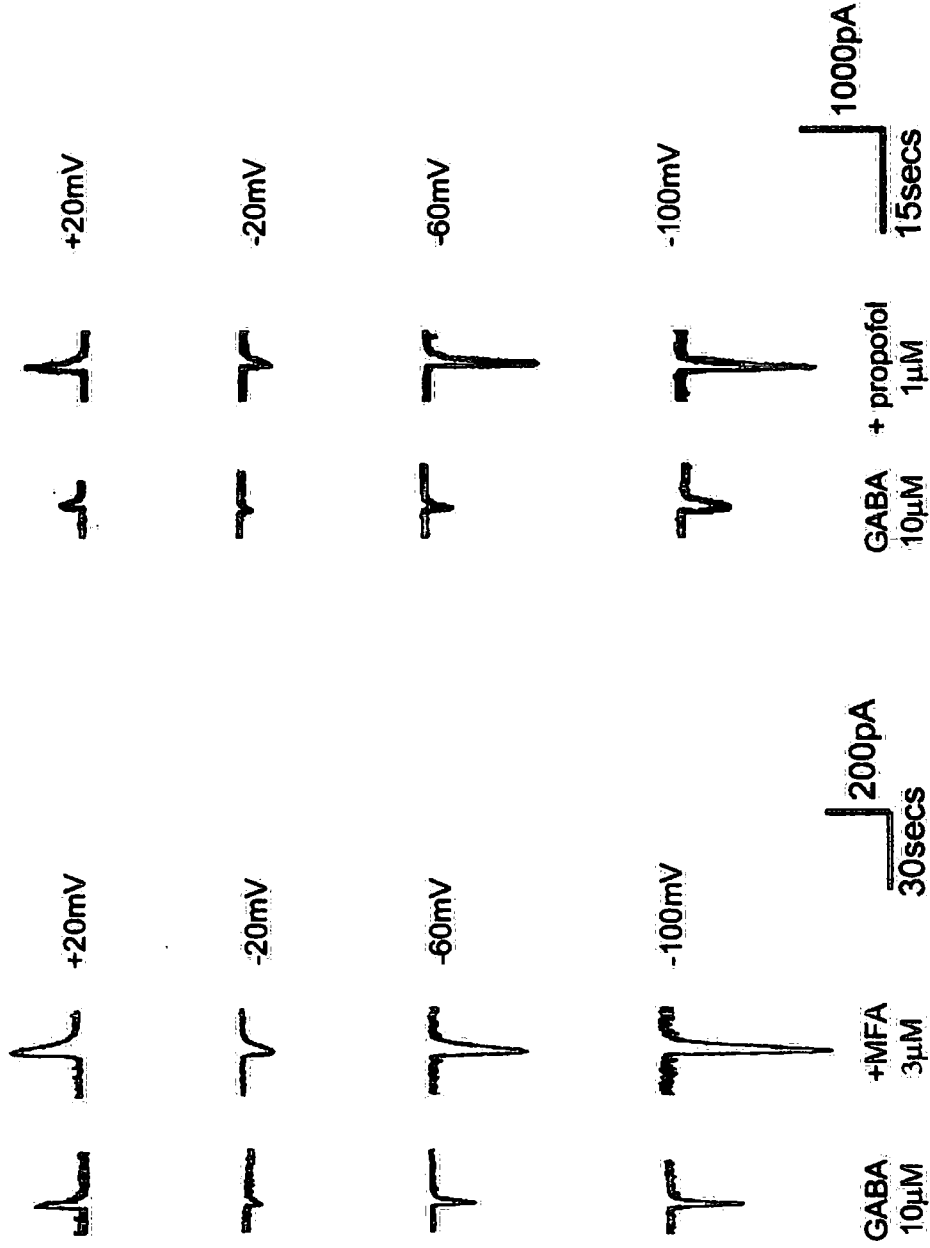 +20mV
-20mV
-60mV
-100mV
200pA
30secs
GABA
10µM
+MFA
3µM
+20mV
-20mV
-60mV
-100mV
1000pA
15secs
GABA
10µM
+ propofol
1µM